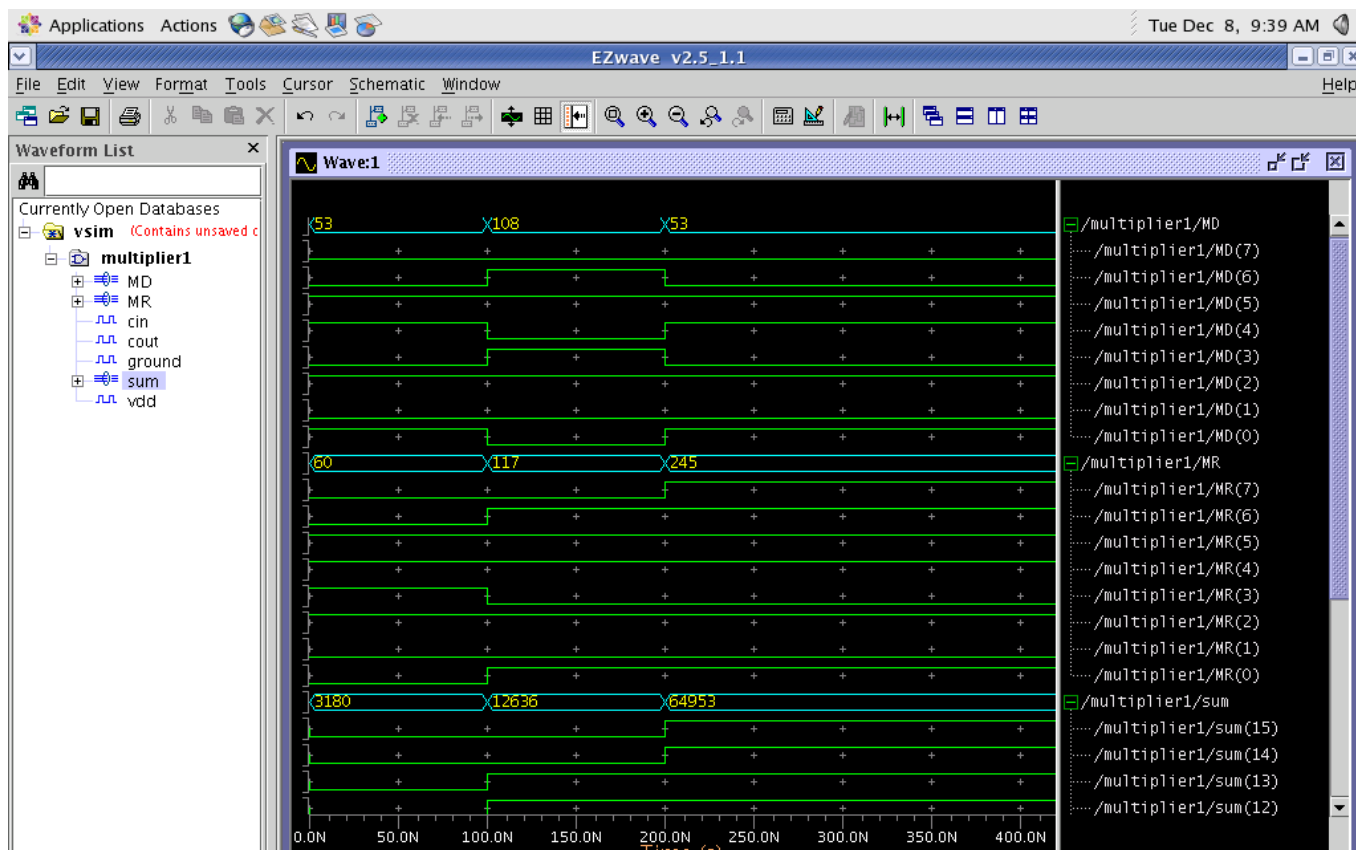 Applications Actions Tue Dec 8, 9:39 AM
EZwave v2.5_1.1
File Edit View Format Tools Cursor Schematic Window Help
Waveform List
Wave:1
Currently Open Databases
vsim (Contains unsaved c
multiplier1
MD
MR
cin
cout
ground
sum
vdd
53 108 53 /multiplier1/MD
/multiplier1/MD(7)
/multiplier1/MD(6)
/multiplier1/MD(5)
/multiplier1/MD(4)
/multiplier1/MD(3)
/multiplier1/MD(2)
/multiplier1/MD(1)
/multiplier1/MD(0)
60 117 245 /multiplier1/MR
/multiplier1/MR(7)
/multiplier1/MR(6)
/multiplier1/MR(5)
/multiplier1/MR(4)
/multiplier1/MR(3)
/multiplier1/MR(2)
/multiplier1/MR(1)
/multiplier1/MR(0)
3180 12636 64953 /multiplier1/sum
/multiplier1/sum(15)
/multiplier1/sum(14)
/multiplier1/sum(13)
/multiplier1/sum(12)
0.0N 50.0N 100.0N 150.0N 200.0N 250.0N 300.0N 350.0N 400.0N
Time (s)